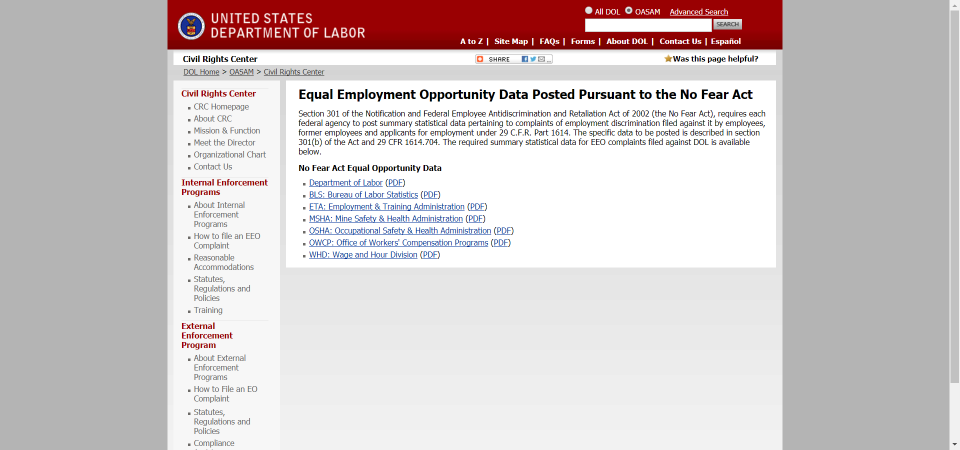 UNITED STATES
DEPARTMENT OF LABOR
All DOL OASAM Advanced Search
SEARCH
A to Z | Site Map | FAQs | Forms | About DOL | Contact Us | Español
Civil Rights Center
SHARE
Was this page helpful?
DOL Home > OASAM > Civil Rights Center
Civil Rights Center
CRC Homepage
About CRC
Mission & Function
Meet the Director
Organizational Chart
Contact Us
Internal Enforcement
Programs
About Internal
Enforcement
Programs
How to file an EEO
Complaint
Reasonable
Accommodations
Statutes,
Regulations and
Policies
Training
External
Enforcement
Program
About External
Enforcement
Programs
How to File an EO
Complaint
Statutes,
Regulations and
Policies
Compliance
Equal Employment Opportunity Data Posted Pursuant to the No Fear Act
Section 301 of the Notification and Federal Employee Antidiscrimination and Retaliation Act of 2002 (the No Fear Act), requires each
federal agency to post summary statistical data pertaining to complaints of employment discrimination filed against it by employees,
former employees and applicants for employment under 29 C.F.R. Part 1614. The specific data to be posted is described in section
301(b) of the Act and 29 CFR 1614.704. The required summary statistical data for EEO complaints filed against DOL is available
below.
No Fear Act Equal Opportunity Data
Department of Labor (PDF)
BLS: Bureau of Labor Statistics (PDF)
ETA: Employment & Training Administration (PDF)
MSHA: Mine Safety & Health Administration (PDF)
OSHA: Occupational Safety & Health Administration (PDF)
OWCP: Office of Workers' Compensation Programs (PDF)
WHD: Wage and Hour Division (PDF)